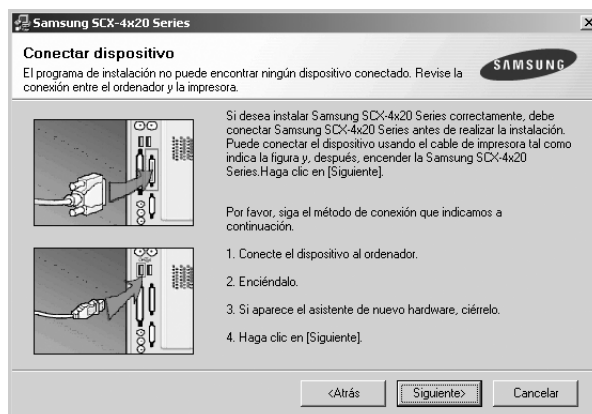 Samsung SCX-4x20 Series
Conectar dispositivo
El programa de instalación no puede encontrar ningún dispositivo conectado. Revise la
conexión entre el ordenador y la impresora.
SAMSUNG
Si desea instalar Samsung SCX-4x20 Series correctamente, debe
conectar Samsung SCX-4x20 Series antes de realizar la instalación.
Puede conectar el dispositivo usando el cable de impresora tal como
indica la figura y, después, encender la Samsung SCX-4x20
Series.Haga clic en [Siguiente].
Por favor, siga el método de conexión que indicamos a
continuación.
1. Conecte el dispositivo al ordenador.
2. Enciéndalo.
3. Si aparece el asistente de nuevo hardware, ciérrelo.
4. Haga clic en [Siguiente].
<Atrás
Siguiente>
Cancelar